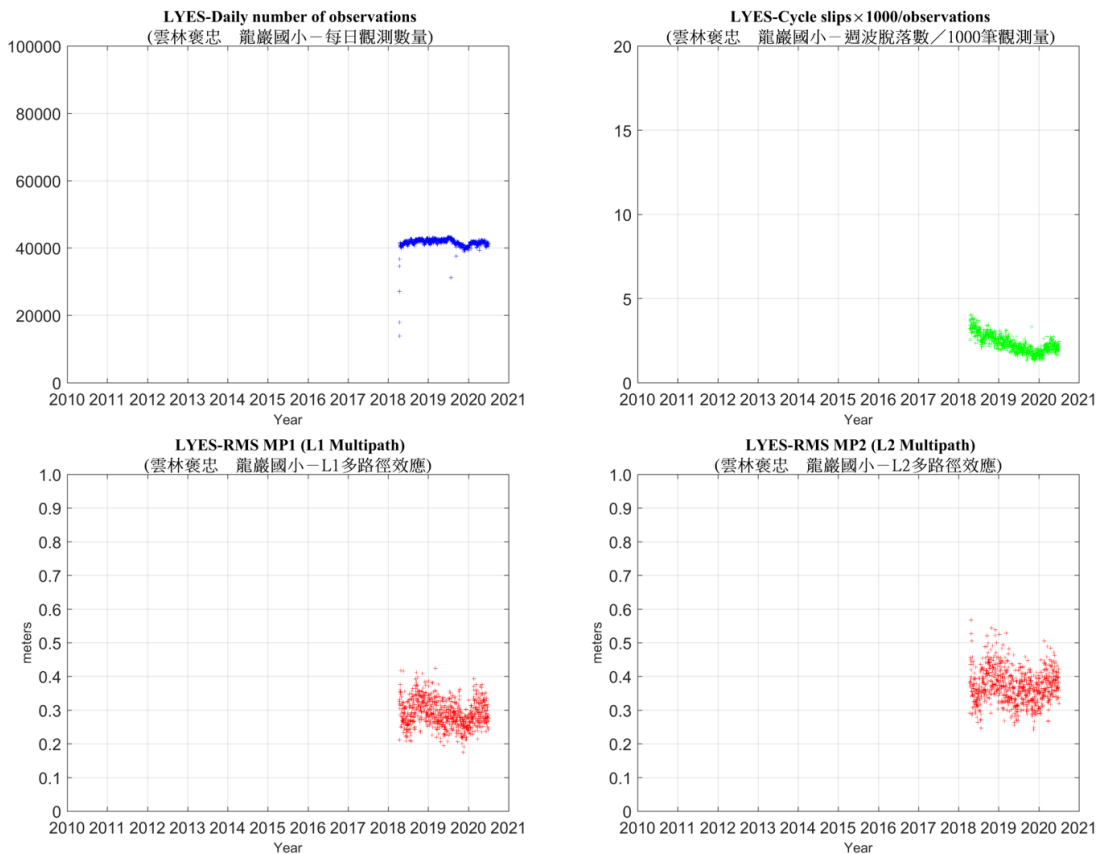 LYES-Daily number of observations
(雲林褒忠　龍巖國小－每日觀測數量)
100000
80000
60000
40000
20000
0
2010 2011 2012 2013 2014 2015 2016 2017 2018 2019 2020 2021
Year
LYES-Cycle slips×1000/observations
(雲林褒忠　龍巖國小－週波脫落數／1000筆觀測量)
20
15
10
5
0
2010 2011 2012 2013 2014 2015 2016 2017 2018 2019 2020 2021
Year
LYES-RMS MP1 (L1 Multipath)
(雲林褒忠　龍巖國小－L1多路徑效應)
meters
1.0
0.9
0.8
0.7
0.6
0.5
0.4
0.3
0.2
0.1
0
2010 2011 2012 2013 2014 2015 2016 2017 2018 2019 2020 2021
Year
LYES-RMS MP2 (L2 Multipath)
(雲林褒忠　龍巖國小－L2多路徑效應)
meters
1.0
0.9
0.8
0.7
0.6
0.5
0.4
0.3
0.2
0.1
0
2010 2011 2012 2013 2014 2015 2016 2017 2018 2019 2020 2021
Year